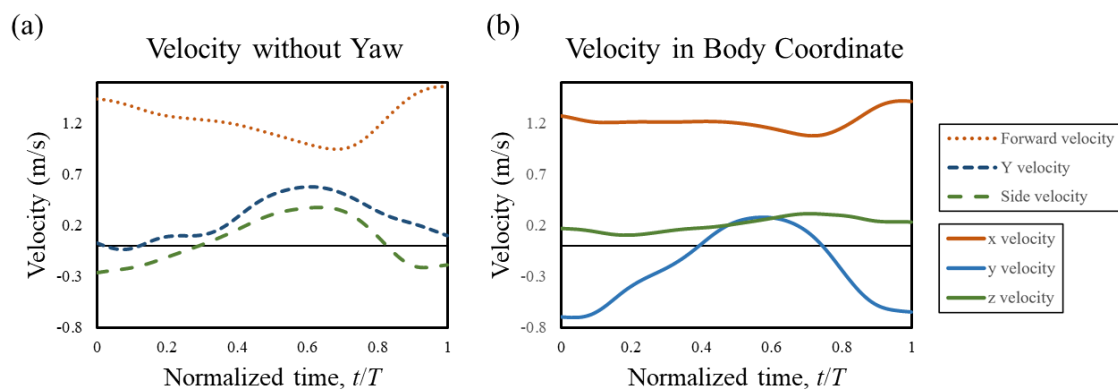 (a)
Velocity without Yaw
Velocity (m/s)
1.2
0.7
0.2
-0.3
-0.8
0 0.2 0.4 0.6 0.8 1
Normalized time, t/T
(b)
Velocity in Body Coordinate
Velocity (m/s)
1.2
0.7
0.2
-0.3
-0.8
0 0.2 0.4 0.6 0.8 1
Normalized time, t/T
Forward velocity
Y velocity
Side velocity
x velocity
y velocity
z velocity